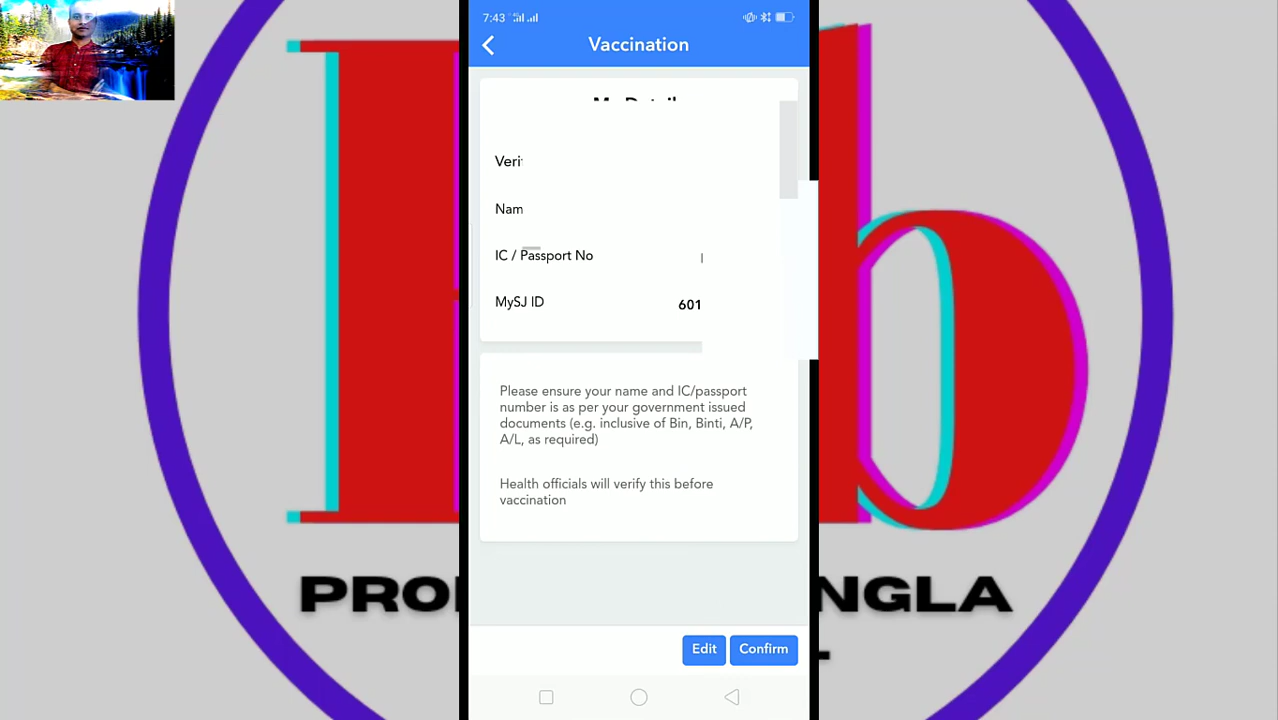 7:43
Vaccination
My Detail
Veri
Nam
IC / Passport No
MySJ ID
601
Please ensure your name and IC/passport
number is as per your government issued
documents (e.g. inclusive of Bin, Binti, A/P,
A/L, as required)
Health officials will verify this before
vaccination
Edit
Confirm
PRO
NGLA